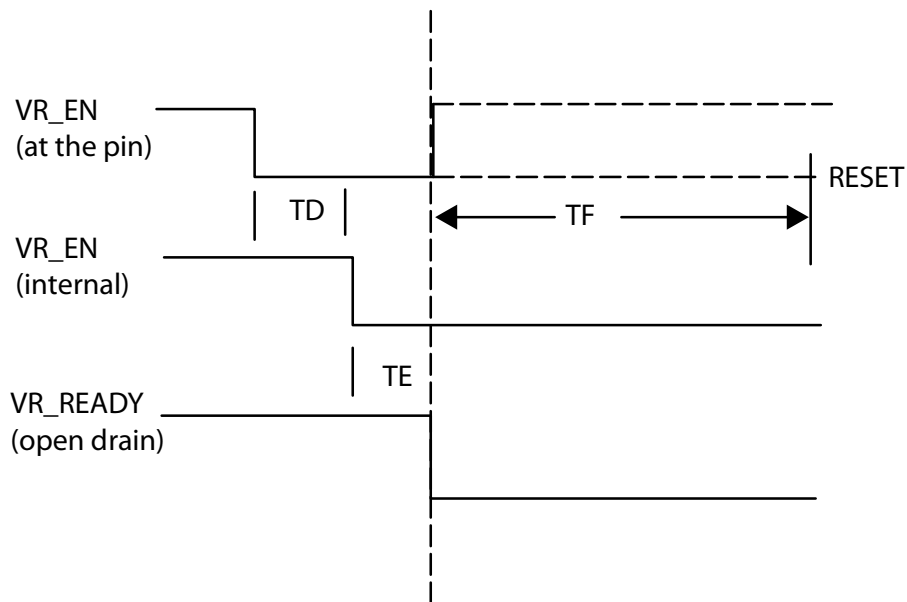 VR_EN
(at the pin)
RESET
TD
TF
VR_EN
(internal)
TE
VR_READY
(open drain)